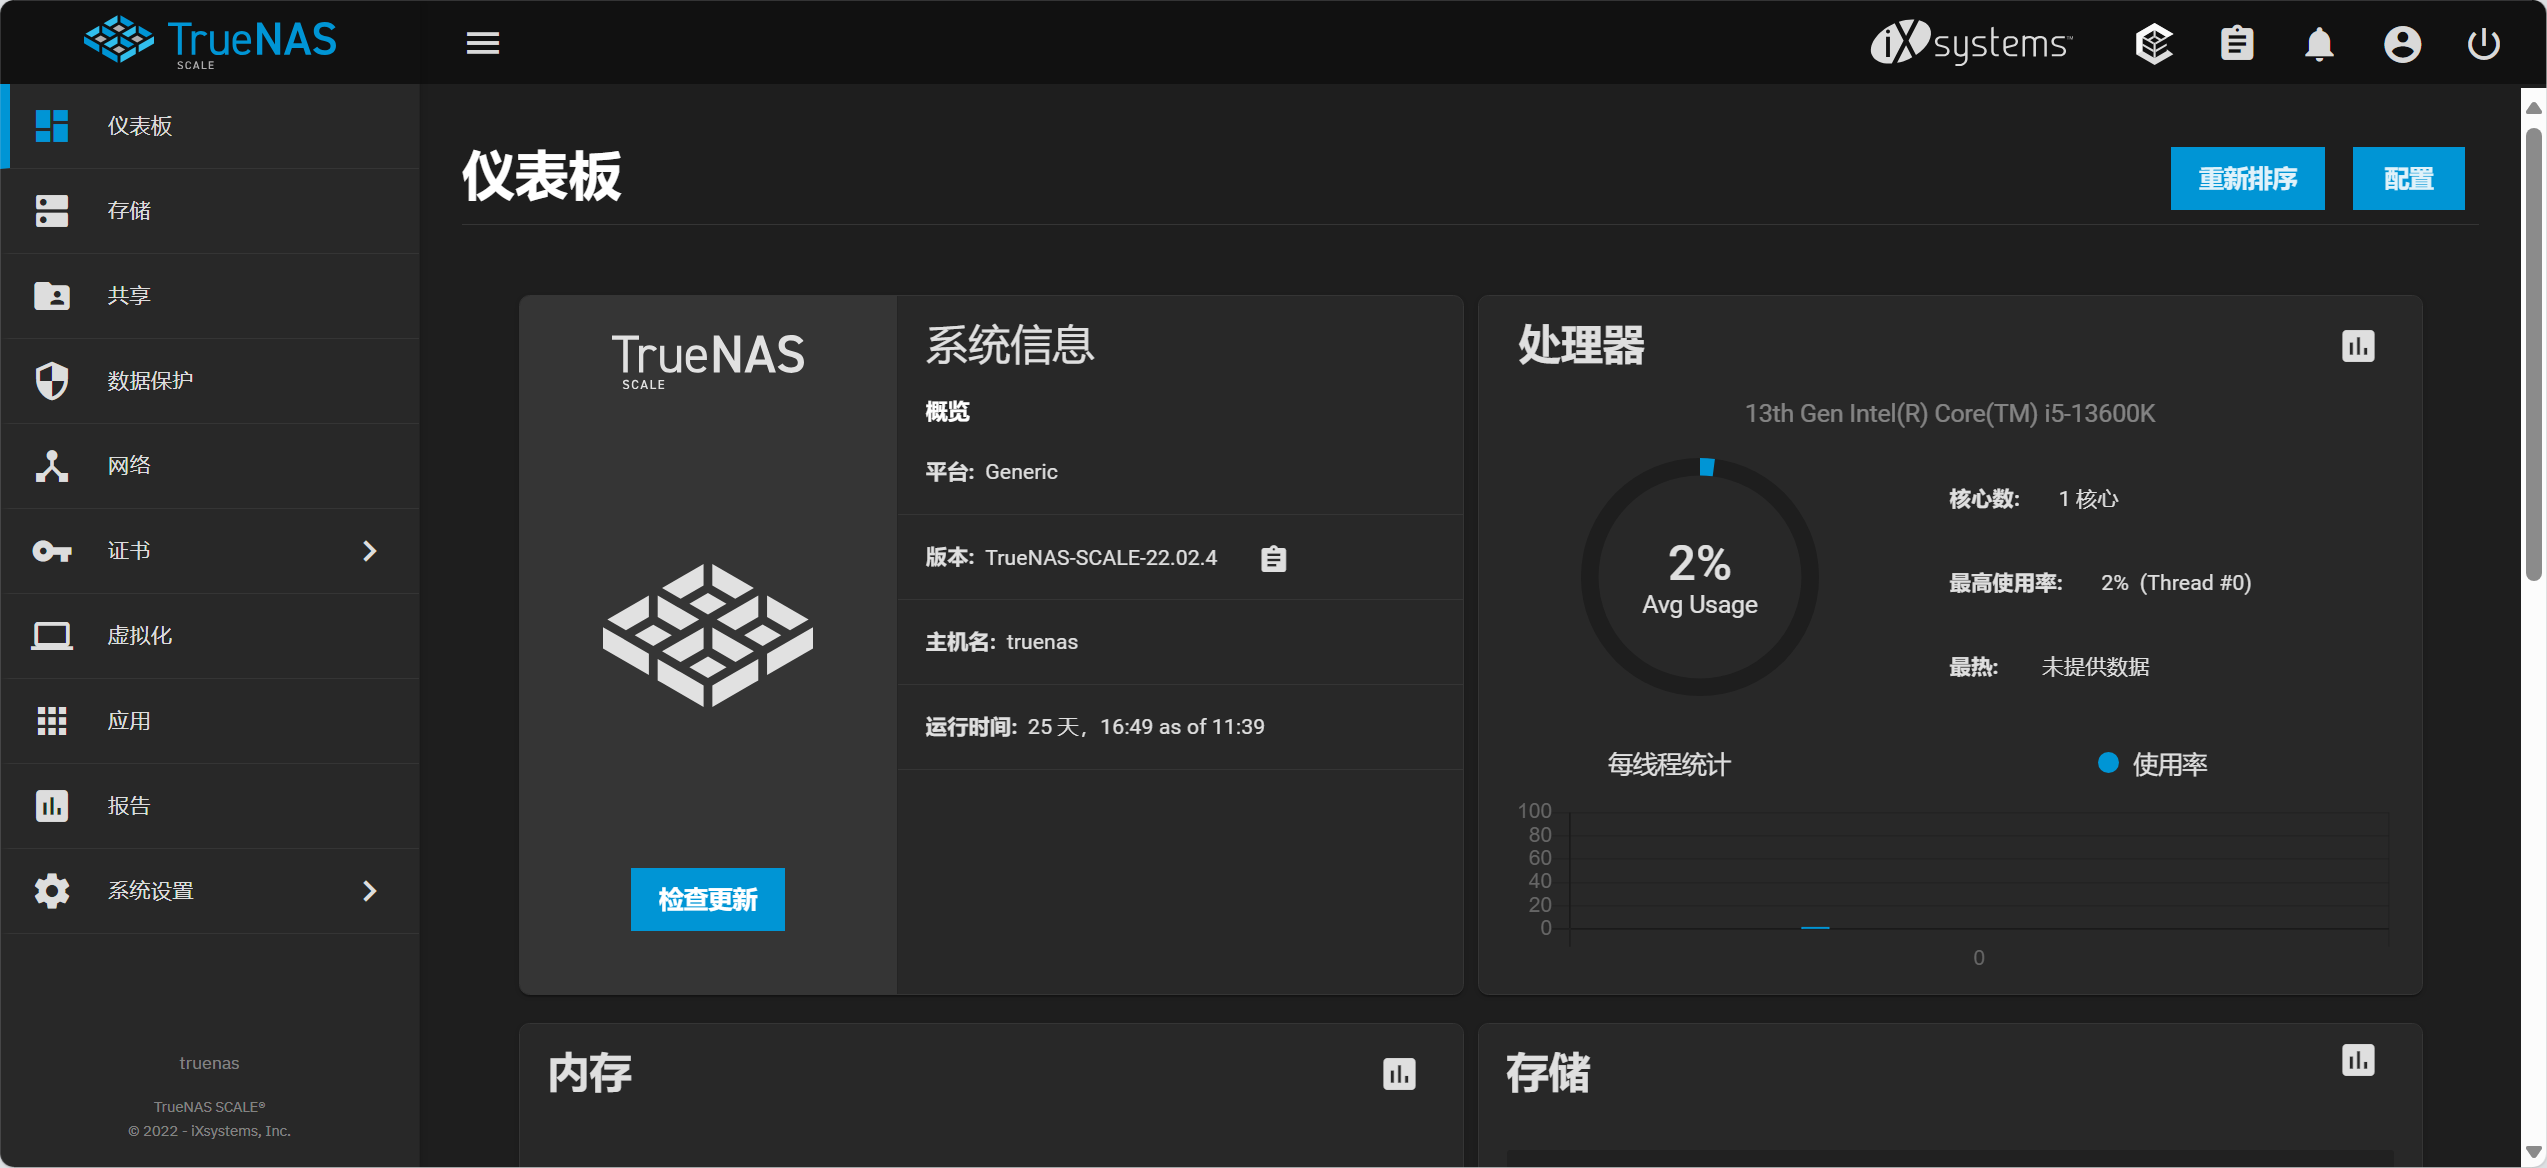 TrueNAS
SCALE
iXsystems™
仪表板
存储
共享
数据保护
网络
证书
虚拟化
应用
报告
系统设置
truenas
TrueNAS SCALE®
© 2022 - iXsystems, Inc.
仪表板
重新排序
配置
TrueNAS
SCALE
检查更新
系统信息
概览
平台: Generic
版本: TrueNAS-SCALE-22.02.4
主机名: truenas
运行时间: 25 天，16:49 as of 11:39
处理器
13th Gen Intel(R) Core(TM) i5-13600K
2%
Avg Usage
核心数: 1 核心
最高使用率: 2% (Thread #0)
最热: 未提供数据
每线程统计
使用率
100
80
60
40
20
0
0
内存
存储